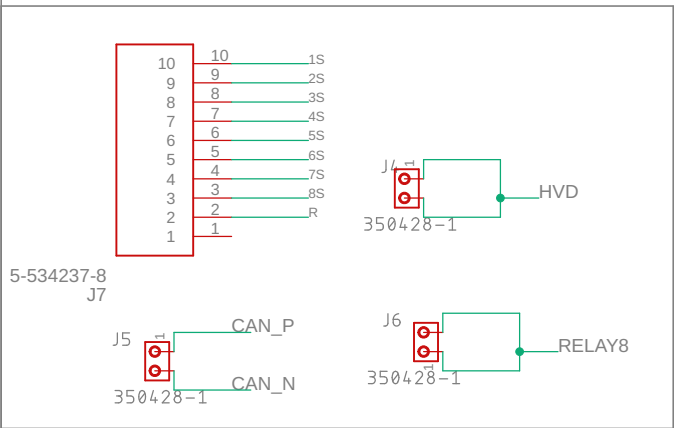 10 10 1S
9 9 2S
8 8 3S
7 7 4S
6 6 5S
5 5 6S
4 4 7S
3 3 8S
2 2 R
1 1
5-534237-8
J7
J4 1
HVD
350428-1
J5 1
CAN_P
CAN_N
350428-1
J6
RELAY8
1
350428-1